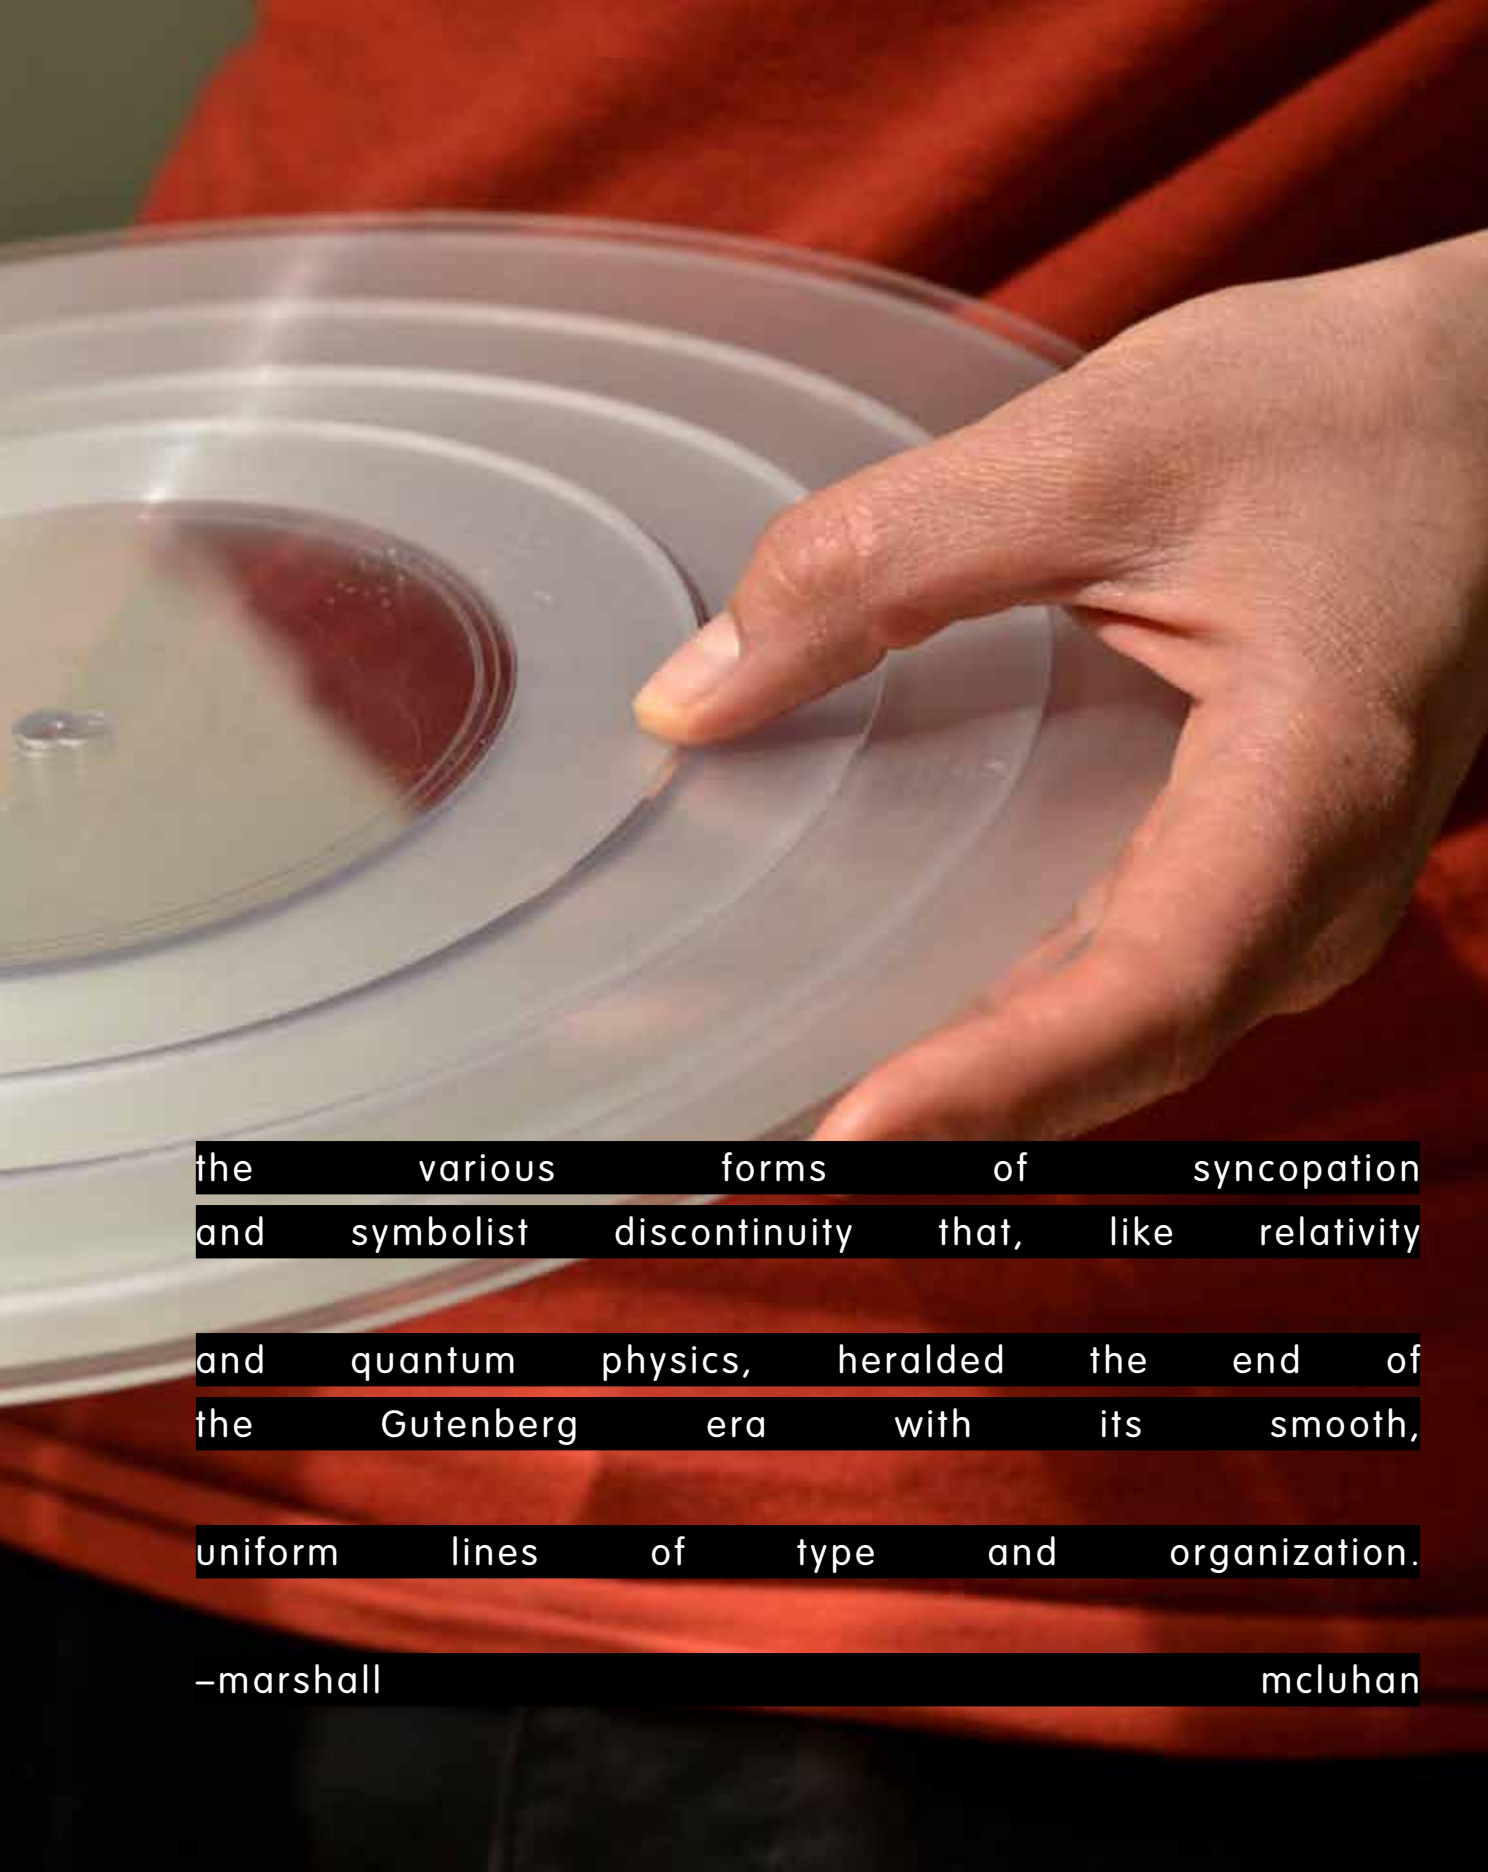 the various forms of syncopation
and symbolist discontinuity that, like relativity
and quantum physics, heralded the end of
the Gutenberg era with its smooth,
uniform lines of type and organization.
–marshall mcluhan